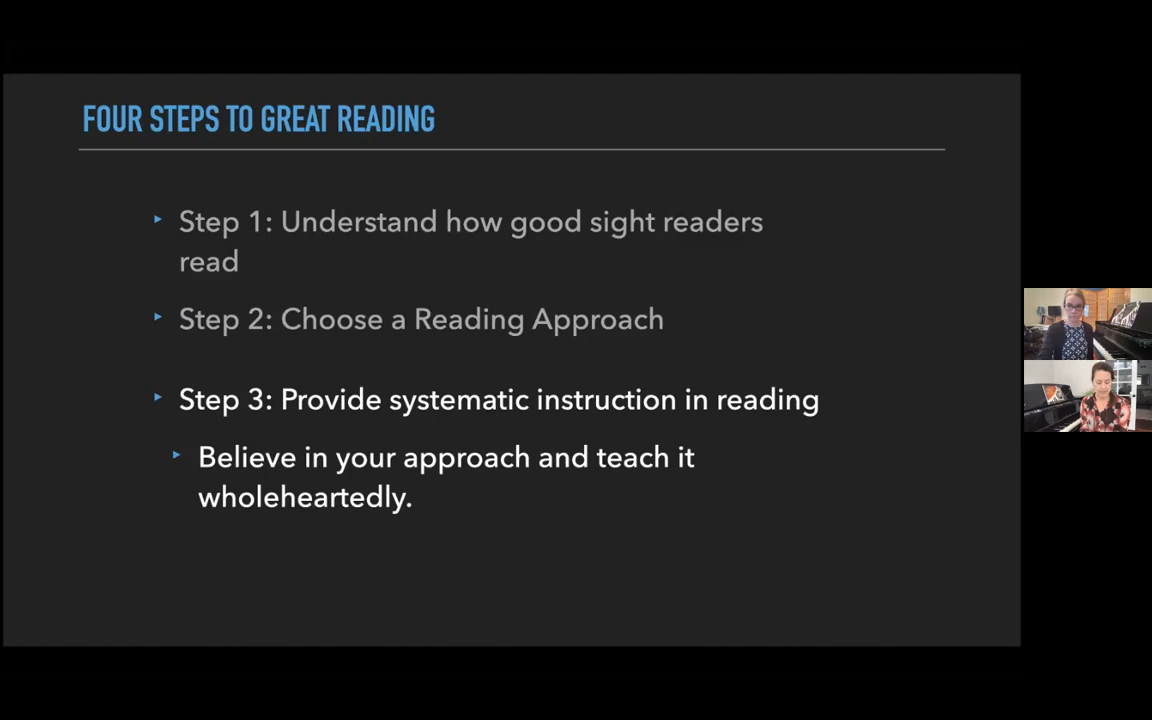 FOUR STEPS TO GREAT READING
Step 1: Understand how good sight readers
read
Step 2: Choose a Reading Approach
Step 3: Provide systematic instruction in reading
Believe in your approach and teach it
wholeheartedly.